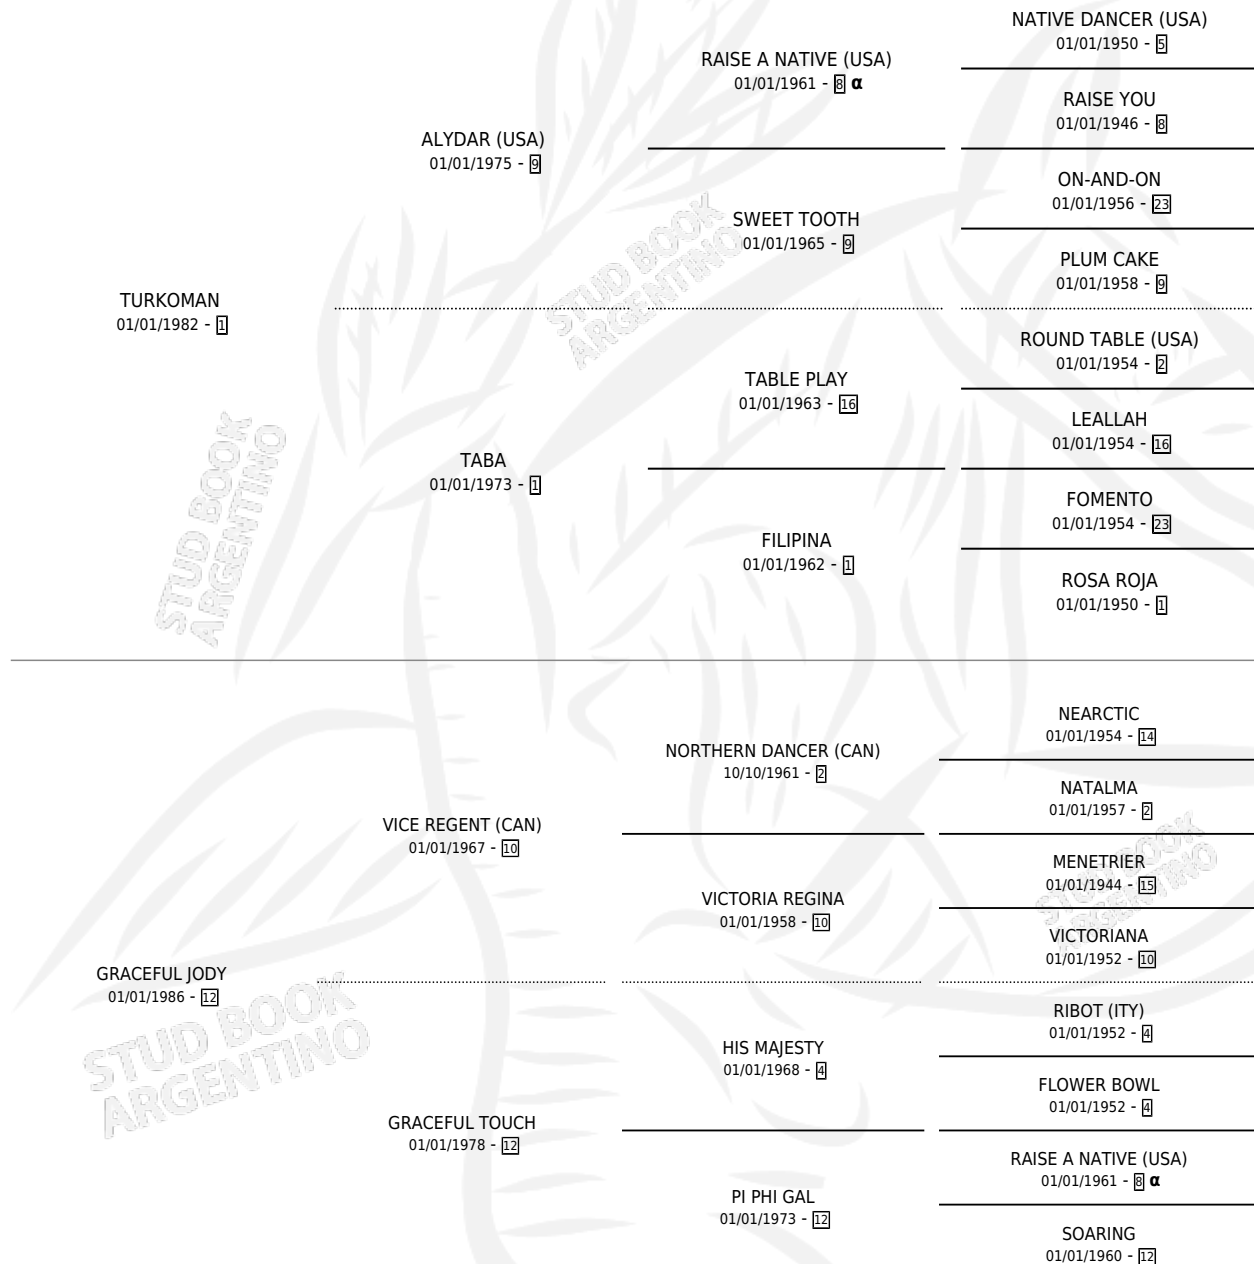 NATIVE DANCER (USA)
01/01/1950 - 5
RAISE A NATIVE (USA)
01/01/1961 - 8 α
RAISE YOU
01/01/1946 - 8
ALYDAR (USA)
01/01/1975 - 9
ON-AND-ON
01/01/1956 - 23
SWEET TOOTH
01/01/1965 - 9
PLUM CAKE
01/01/1958 - 9
TURKOMAN
01/01/1982 - 1
ROUND TABLE (USA)
01/01/1954 - 2
TABLE PLAY
01/01/1963 - 16
LEALLAH
01/01/1954 - 16
TABA
01/01/1973 - 1
FOMENTO
01/01/1954 - 23
FILIPINA
01/01/1962 - 1
ROSA ROJA
01/01/1950 - 1
NEARCTIC
01/01/1954 - 14
NORTHERN DANCER (CAN)
10/10/1961 - 2
NATALMA
01/01/1957 - 2
VICE REGENT (CAN)
01/01/1967 - 10
MENETRIER
01/01/1944 - 15
VICTORIA REGINA
01/01/1958 - 10
VICTORIANA
01/01/1952 - 10
GRACEFUL JODY
01/01/1986 - 12
RIBOT (ITY)
01/01/1952 - 4
HIS MAJESTY
01/01/1968 - 4
FLOWER BOWL
01/01/1952 - 4
GRACEFUL TOUCH
01/01/1978 - 12
RAISE A NATIVE (USA)
01/01/1961 - 8 α
PI PHI GAL
01/01/1973 - 12
SOARING
01/01/1960 - 12
STUD BOOK
ARGENTINO
STUD BOOK
ARGENTINO
STUD BOOK
ARGENTINO
STUD BOOK
ARGENTINO